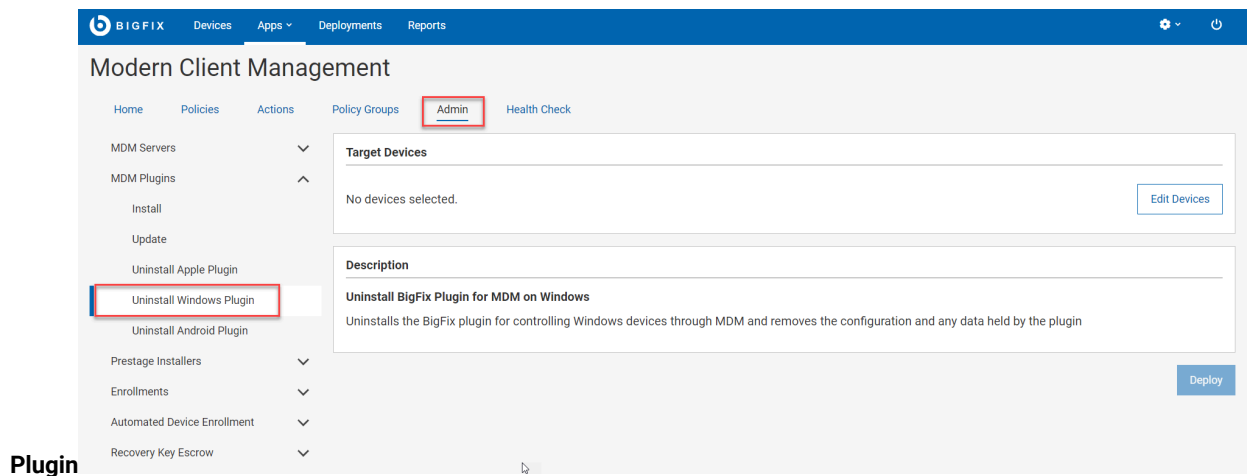 BIGFIX Devices Apps Deployments Reports
Modern Client Management
Home Policies Actions Policy Groups Admin Health Check
MDM Servers
MDM Plugins
Install
Update
Uninstall Apple Plugin
Uninstall Windows Plugin
Uninstall Android Plugin
Prestage Installers
Enrollments
Automated Device Enrollment
Recovery Key Escrow
Target Devices
No devices selected.
Edit Devices
Description
Uninstall BigFix Plugin for MDM on Windows
Uninstalls the BigFix plugin for controlling Windows devices through MDM and removes the configuration and any data held by the plugin
Deploy
Plugin